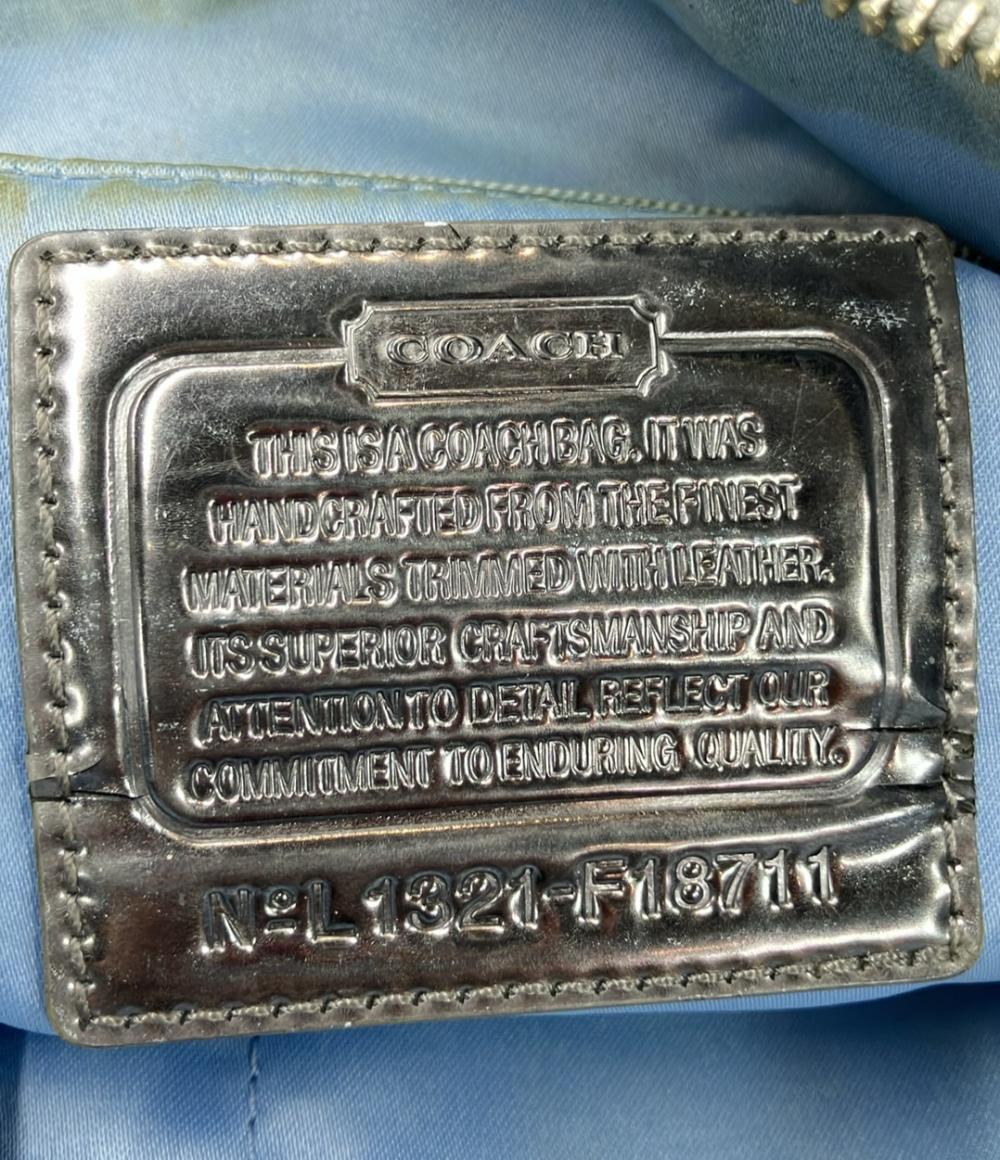 COACH
THIS IS A COACH BAG. IT WAS
HANDCRAFTED FROM THE FINEST
MATERIALS TRIMMED WITH LEATHER.
ITS SUPERIOR CRAFTSMANSHIP AND
ATTENTION TO DETAIL REFLECT OUR
COMMITMENT TO ENDURING QUALITY.
Nº L1321-F18711